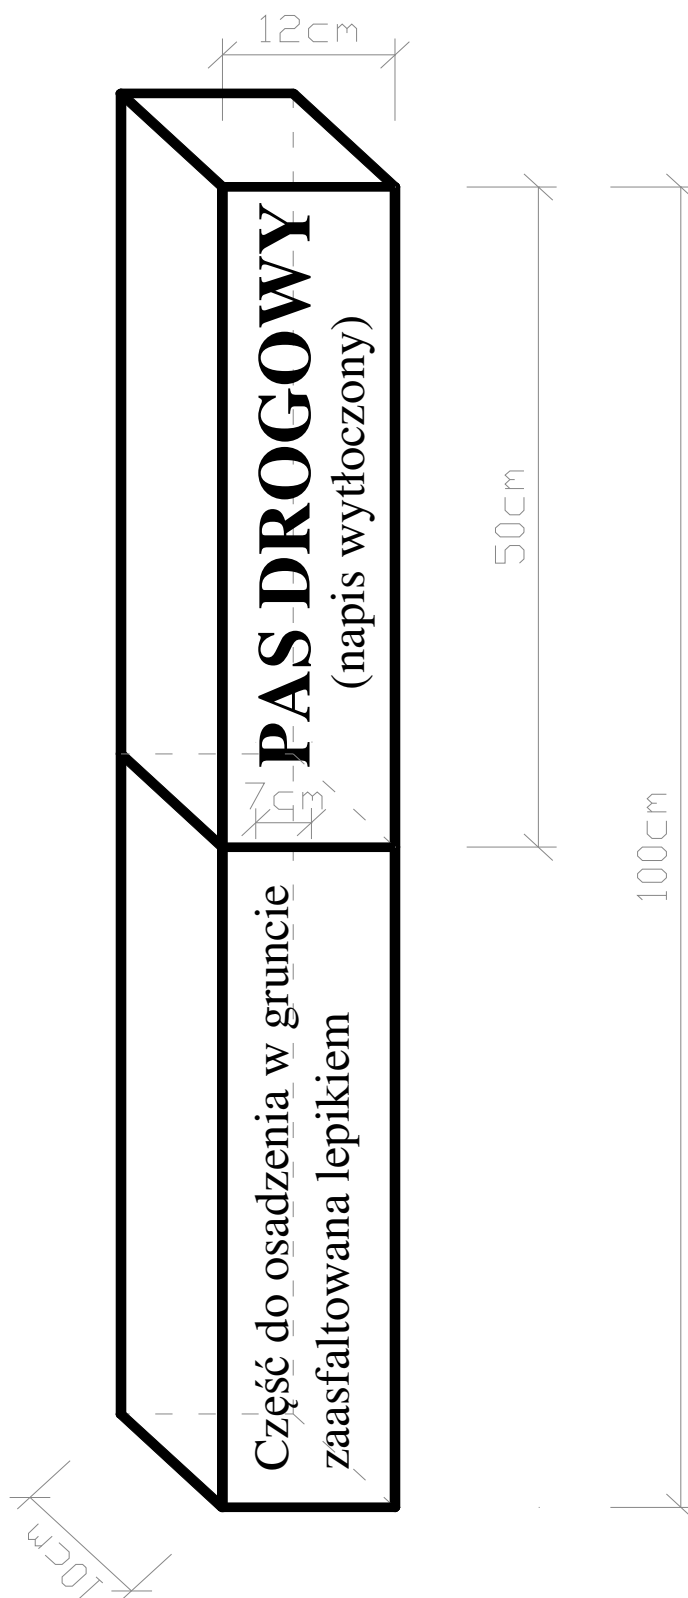 12cm
PAS DROGOWY
(napis wytłoczony)
50cm
7cm
100cm
Część do osadzenia w gruncie
zaasfaltowana lepikiem
10cm